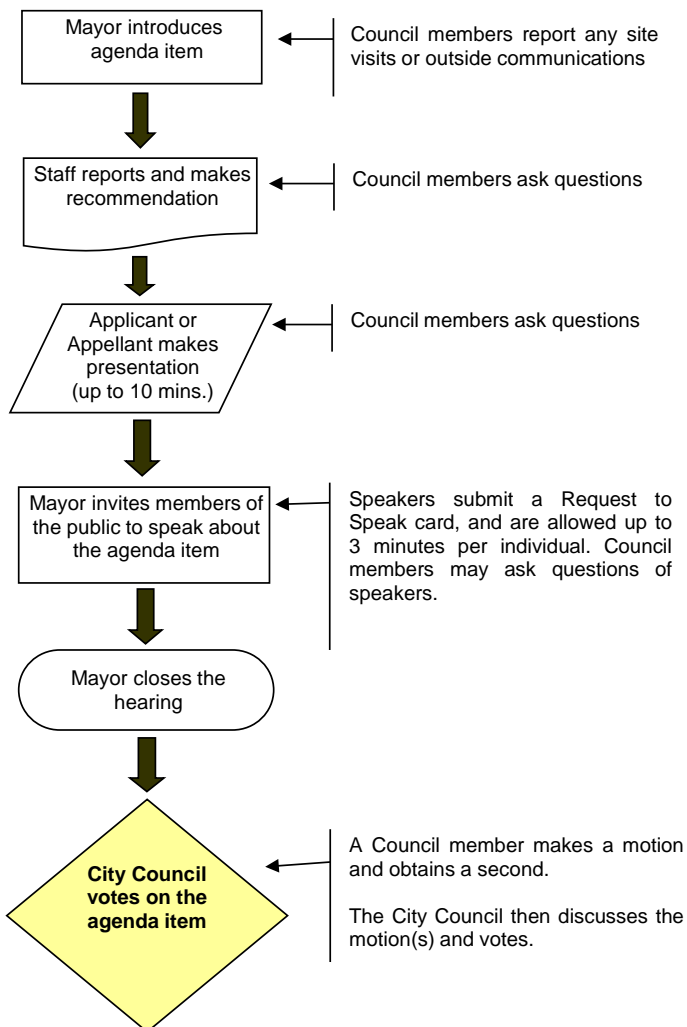 Mayor introduces
agenda item
Council members report any site
visits or outside communications
Staff reports and makes
recommendation
Council members ask questions
Applicant or
Appellant makes
presentation
(up to 10 mins.)
Council members ask questions
Mayor invites members of
the public to speak about
the agenda item
Speakers submit a Request to
Speak card, and are allowed up to
3 minutes per individual. Council
members may ask questions of
speakers.
Mayor closes the
hearing
City Council
votes on the
agenda item
A Council member makes a motion
and obtains a second.
The City Council then discusses the
motion(s) and votes.